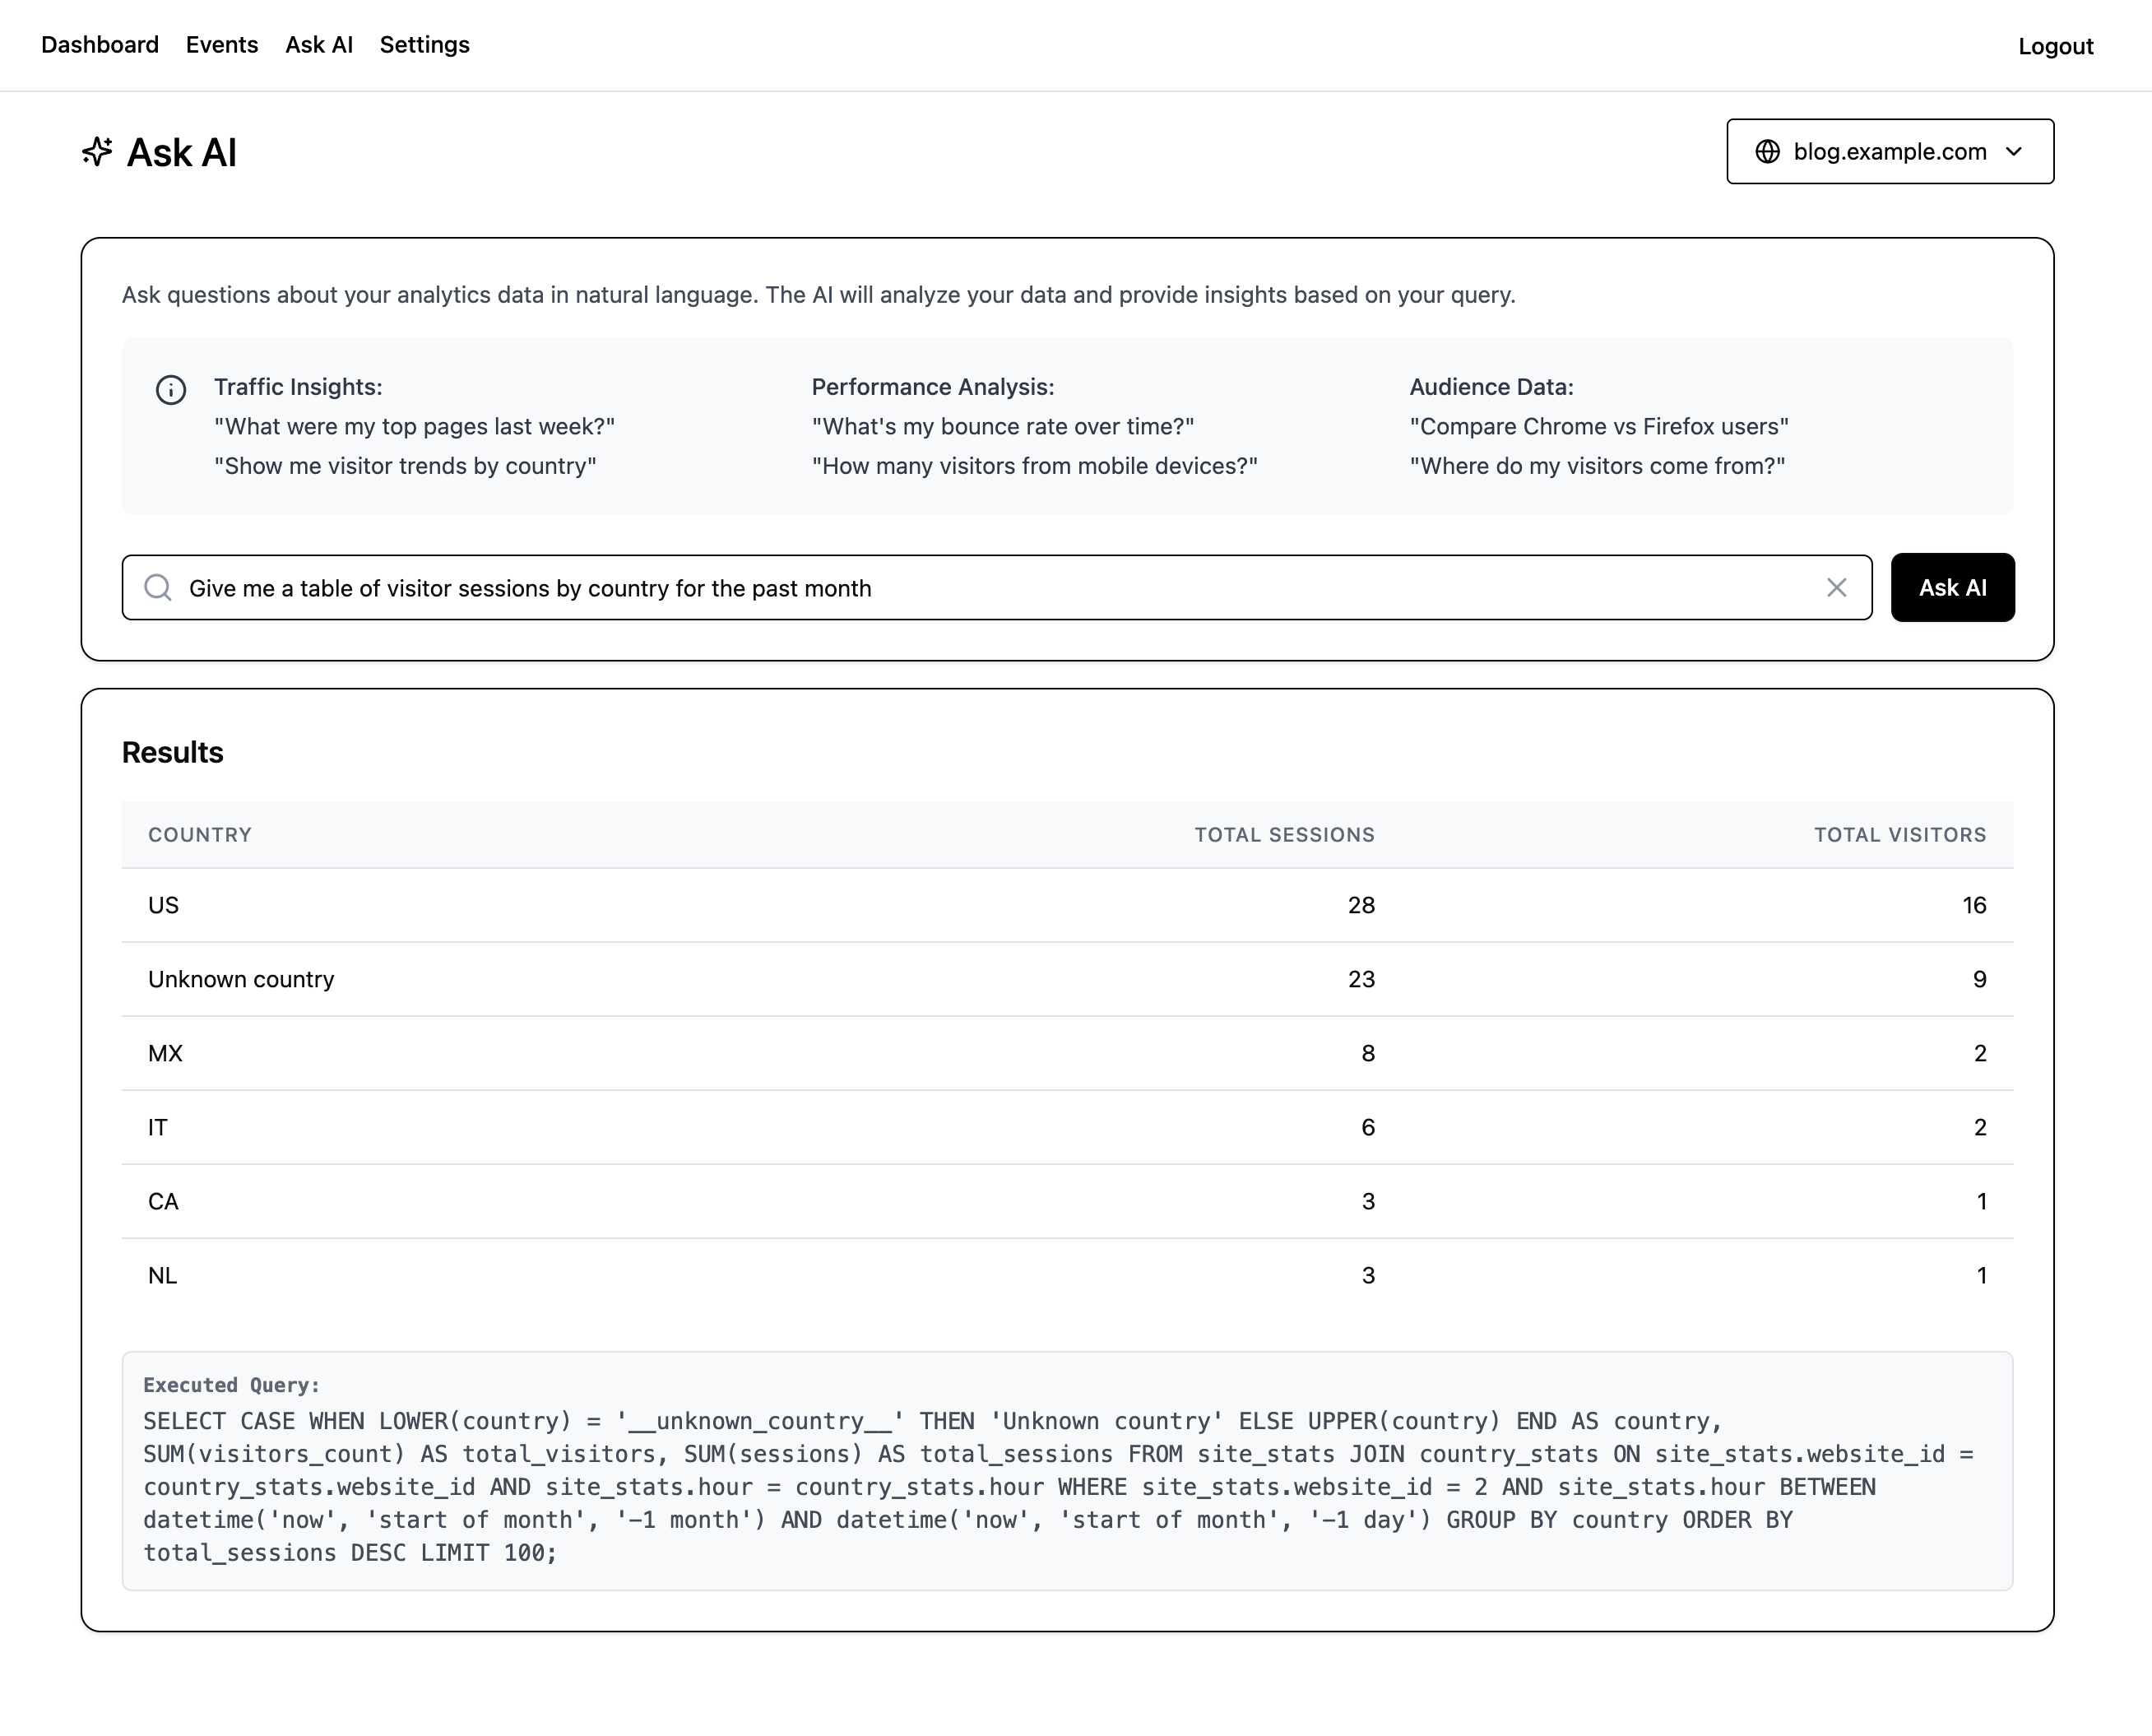 Dashboard Events Ask AI Settings Logout
Ask AI
blog.example.com
Ask questions about your analytics data in natural language. The AI will analyze your data and provide insights based on your query.
Traffic Insights:
"What were my top pages last week?"
"Show me visitor trends by country"
Performance Analysis:
"What's my bounce rate over time?"
"How many visitors from mobile devices?"
Audience Data:
"Compare Chrome vs Firefox users"
"Where do my visitors come from?"
Give me a table of visitor sessions by country for the past month
Ask AI
Results
COUNTRY TOTAL SESSIONS TOTAL VISITORS
US 28 16
Unknown country 23 9
MX 8 2
IT 6 2
CA 3 1
NL 3 1
Executed Query:
SELECT CASE WHEN LOWER(country) = '__unknown_country__' THEN 'Unknown country' ELSE UPPER(country) END AS country,
SUM(visitors_count) AS total_visitors, SUM(sessions) AS total_sessions FROM site_stats JOIN country_stats ON site_stats.website_id =
country_stats.website_id AND site_stats.hour = country_stats.hour WHERE site_stats.website_id = 2 AND site_stats.hour BETWEEN
datetime('now', 'start of month', '-1 month') AND datetime('now', 'start of month', '-1 day') GROUP BY country ORDER BY
total_sessions DESC LIMIT 100;